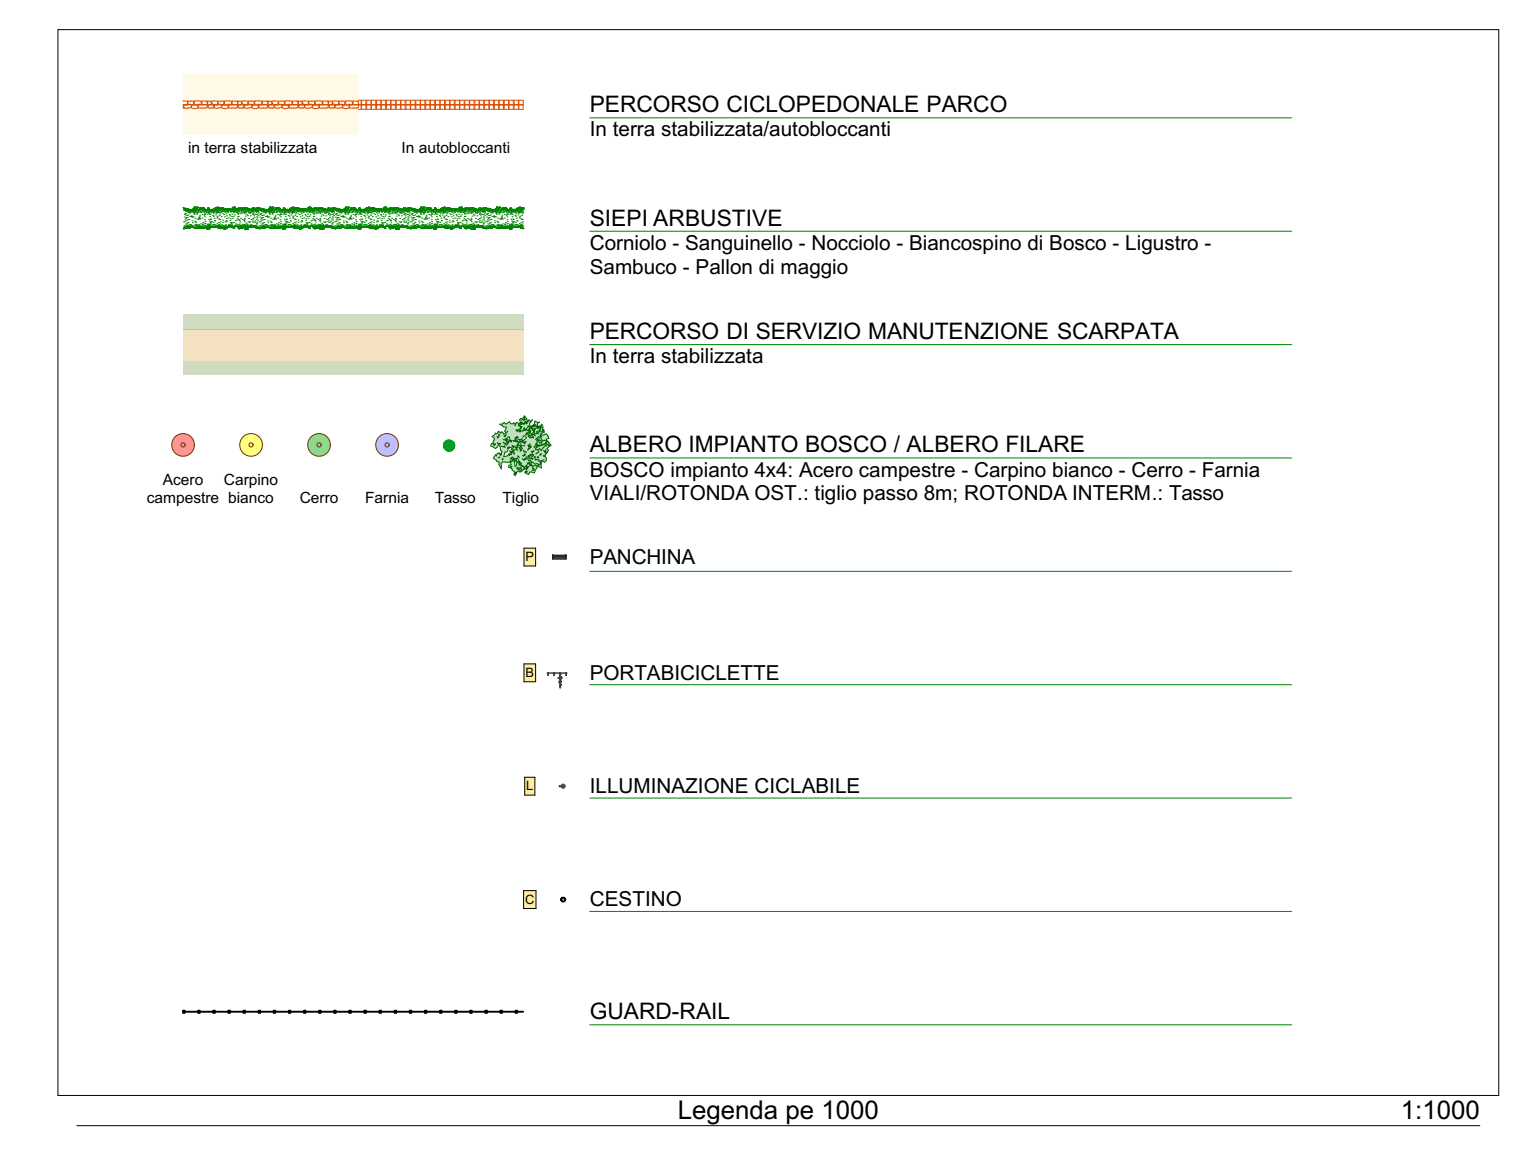 PERCORSO CICLOPEDONALE PARCO
In terra stabilizzata/autobloccanti
in terra stabilizzata
In autobloccanti
SIEPI ARBUSTIVE
Corniolo - Sanguinello - Nocciolo - Biancospino di Bosco - Ligustro -
Sambuco - Pallon di maggio
PERCORSO DI SERVIZIO MANUTENZIONE SCARPATA
In terra stabilizzata
ALBERO IMPIANTO BOSCO / ALBERO FILARE
BOSCO impianto 4x4: Acero campestre - Carpino bianco - Cerro - Farnia
VIALI/ROTONDA OST.: tiglio passo 8m; ROTONDA INTERM.: Tasso
Acero
campestre
Carpino
bianco
Cerro
Farnia
Tasso
Tiglio
P
PANCHINA
B
PORTABICICLETTE
L
ILLUMINAZIONE CICLABILE
C
CESTINO
GUARD-RAIL
Legenda pe 1000
1:1000